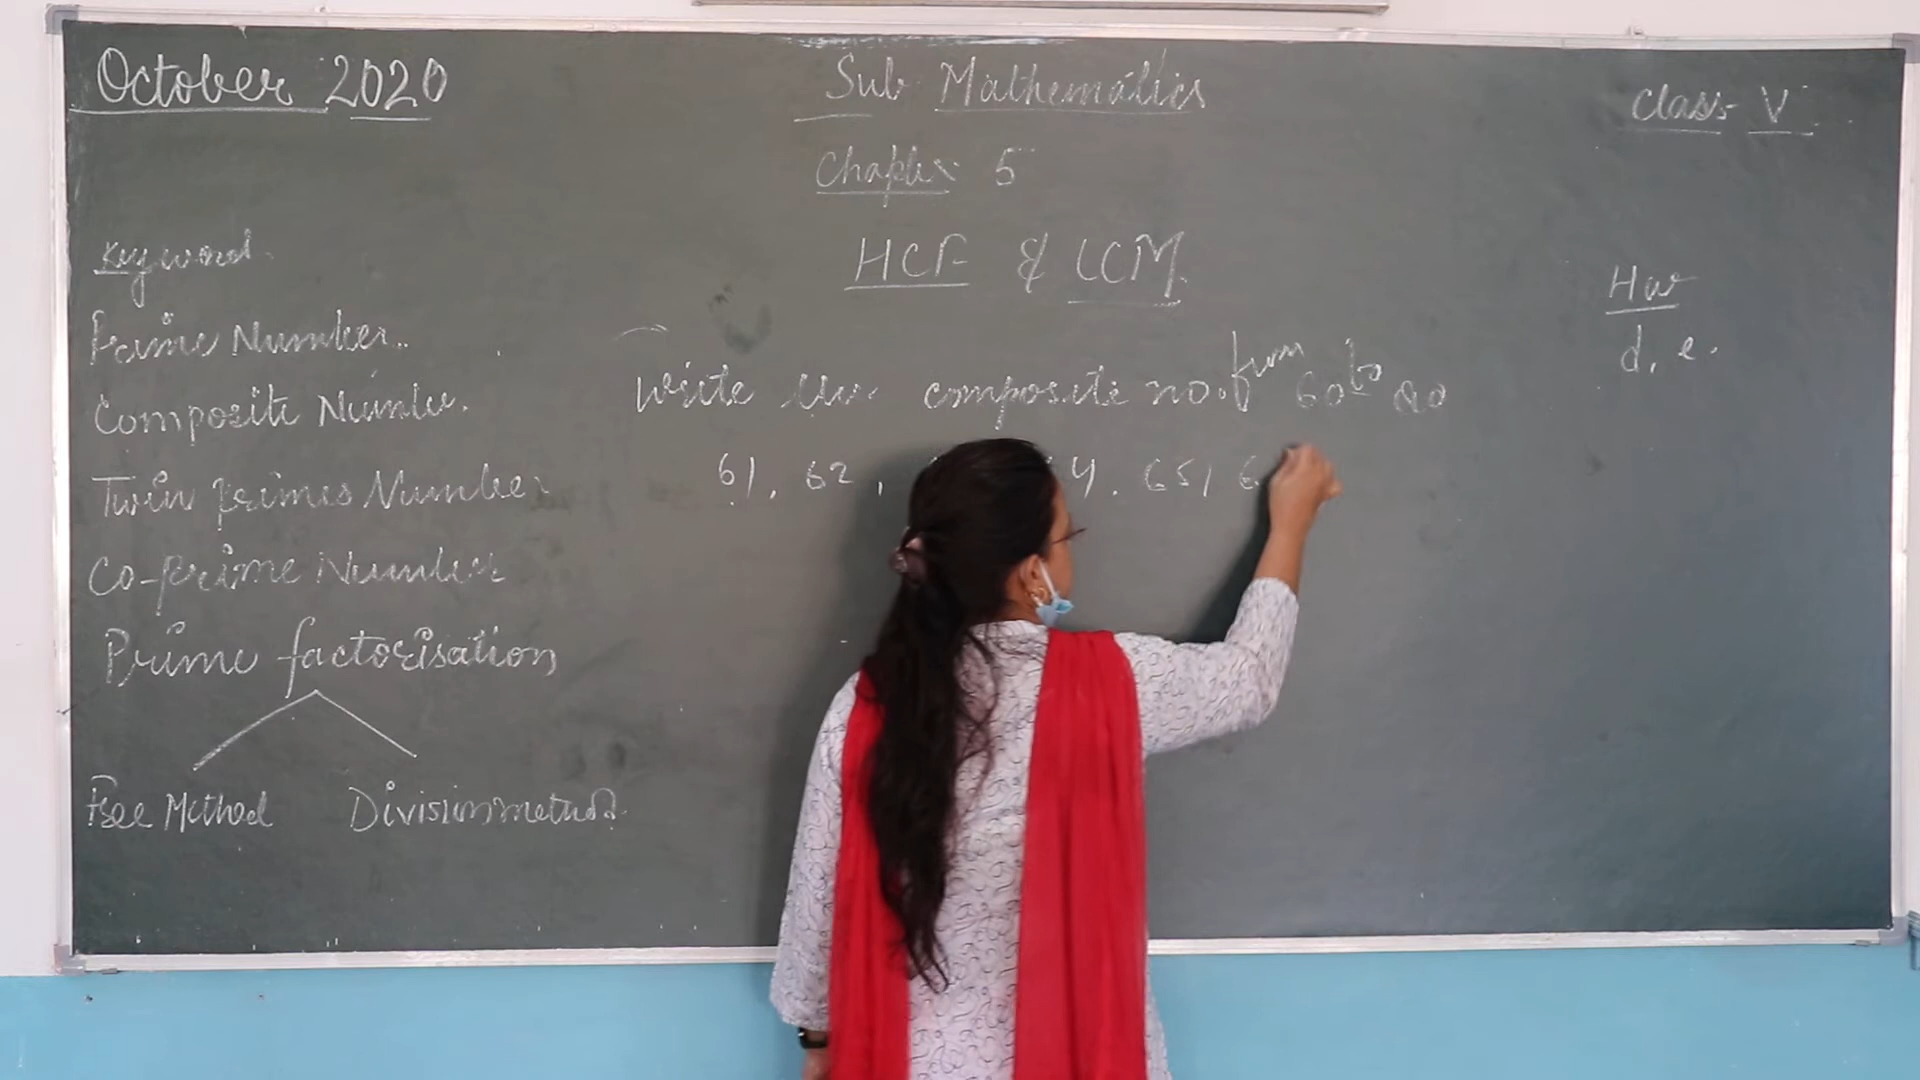 October 2020
Sub Mathematics
Class V
Chapter 5
HCF & LCM
Keyword
Prime Number
Composite Number.
Twin primes Number
Co-prime Number
Prime factorisation
Tree Method Division method
Write the composite no. from 60 to 80
61, 62, 4, 65, 6
Hw
d, e.